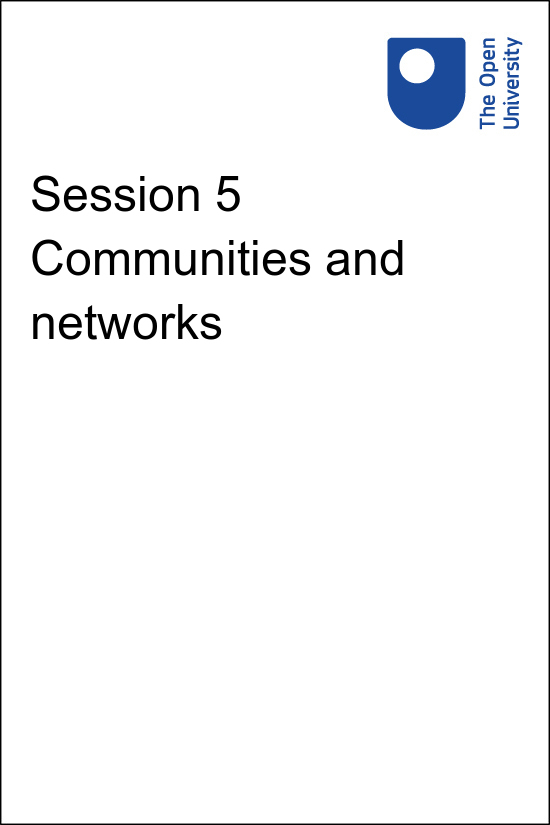 The Open
University
Session 5
Communities and
networks